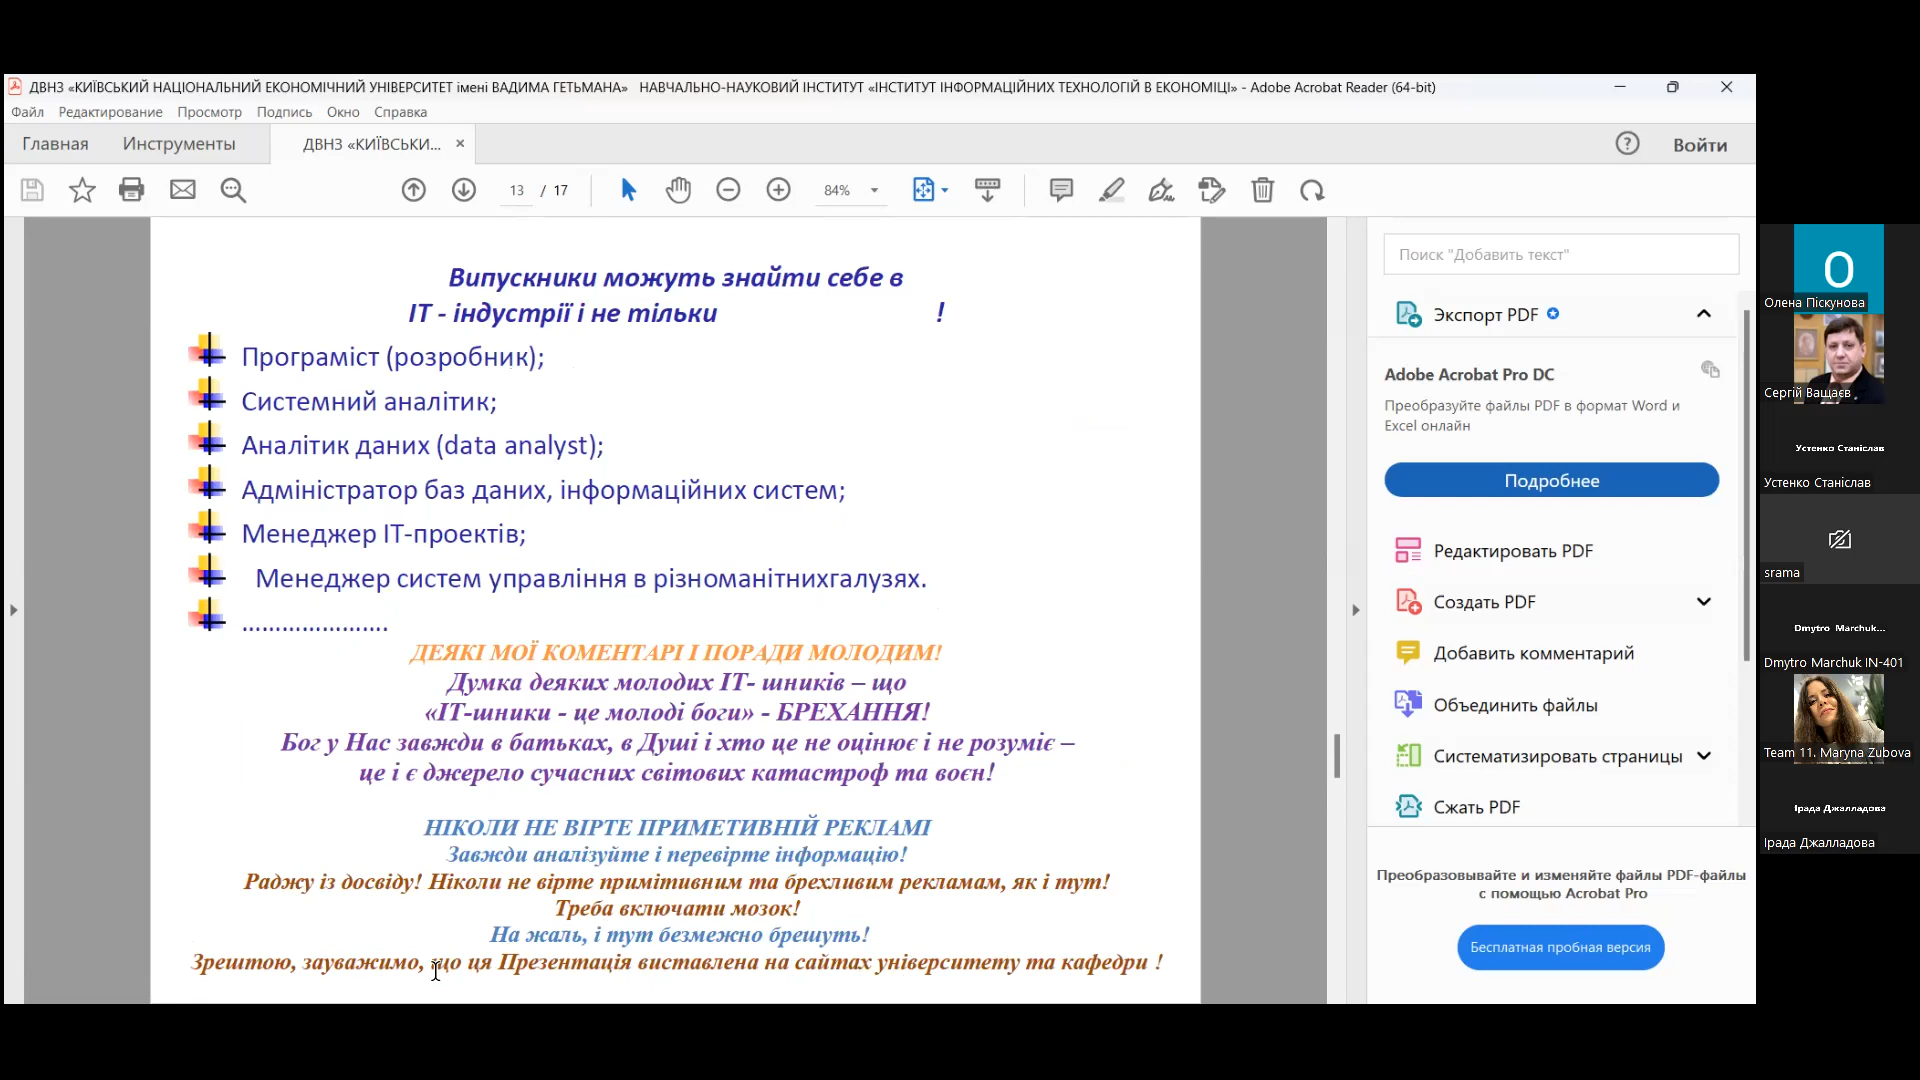 ДВНЗ «КИЇВСЬКИЙ НАЦІОНАЛЬНИЙ ЕКОНОМІЧНИЙ УНІВЕРСИТЕТ імені ВАДИМА ГЕТЬМАНА» НАВЧАЛЬНО-НАУКОВИЙ ІНСТИТУТ «ІНСТИТУТ ІНФОРМАЦІЙНИХ ТЕХНОЛОГІЙ В ЕКОНОМІЦІ» - Adobe Acrobat Reader (64-bit)
Файл Редактирование Просмотр Подпись Окно Справка
Главная Инструменты ДВНЗ «КИЇВСЬКИ... Войти
13 / 17 84%
Випускники можуть знайти себе в
ІТ - індустрії і не тільки !
Програміст (розробник);
Системний аналітик;
Аналітик даних (data analyst);
Адміністратор баз даних, інформаційних систем;
Менеджер ІТ-проектів;
Менеджер систем управління в різноманітнихгалузях.
.....................
ДЕЯКІ МОЇ КОМЕНТАРІ І ПОРАДИ МОЛОДИМ!
Думка деяких молодих ІТ- шників – що
«ІТ-шники - це молоді боги» - БРЕХАННЯ!
Бог у Нас завжди в батьках, в Душі і хто це не оцінює і не розуміє –
це і є джерело сучасних світових катастроф та воєн!
НІКОЛИ НЕ ВІРТЕ ПРИМЕТИВНІЙ РЕКЛАМІ
Завжди аналізуйте і перевірте інформацію!
Раджу із досвіду! Ніколи не вірте примітивним та брехливим рекламам, як і тут!
Треба включати мозок!
На жаль, і тут безмежно брешуть!
Зрештою, зауважимо, що ця Презентація виставлена на сайтах університету та кафедри !
Поиск "Добавить текст"
Экспорт PDF
Adobe Acrobat Pro DC
Преобразуйте файлы PDF в формат Word и
Excel онлайн
Подробнее
Редактировать PDF
Создать PDF
Добавить комментарий
Объединить файлы
Систематизировать страницы
Сжать PDF
Преобразовывайте и изменяйте файлы PDF-файлы
с помощью Acrobat Pro
Бесплатная пробная версия
О
Олена Піскунова
Сергій Ващаєв
Устенко Станіслав
Устенко Станіслав
srama
Dmytro Marchuk...
Dmytro Marchuk IN-401
Team 11. Maryna Zubova
Ірада Джалладова
Ірада Джалладова